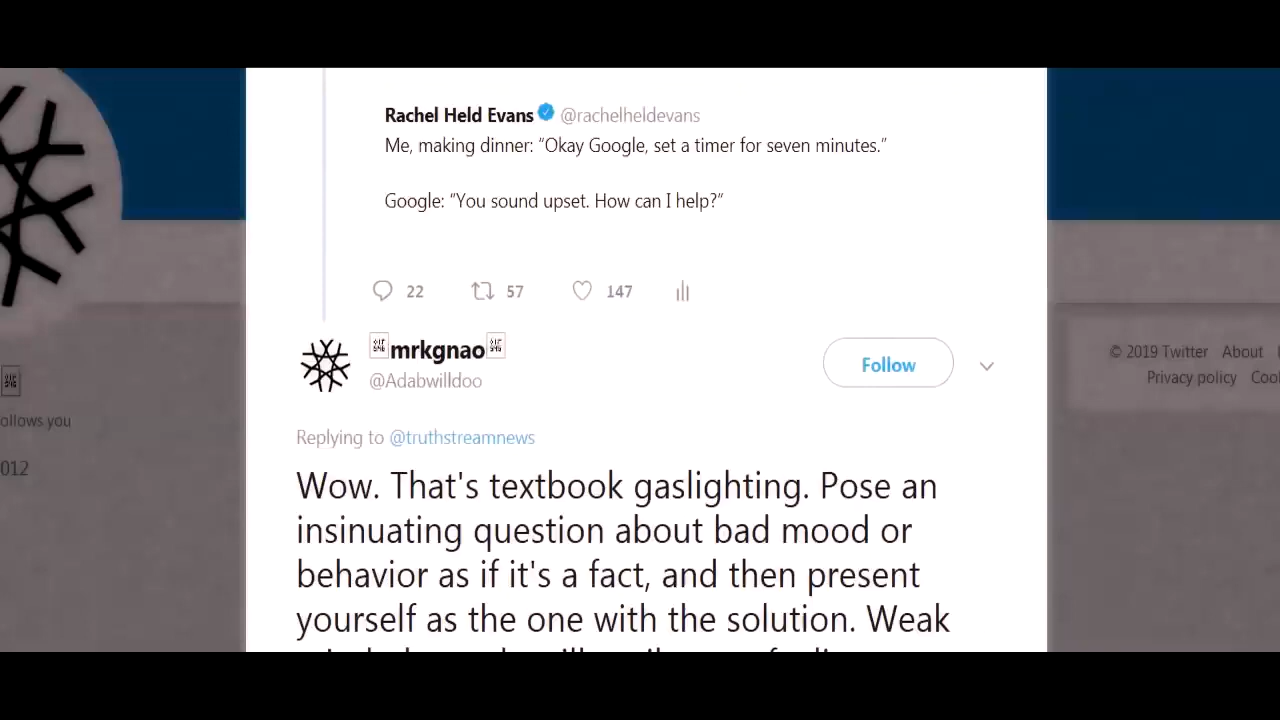 Rachel Held Evans @rachelheldevans
Me, making dinner: “Okay Google, set a timer for seven minutes.”
Google: “You sound upset. How can I help?”
22 57 147
mrkgnao
@Adabwilldoo
Follow
Replying to @truthstreamnews
Wow. That's textbook gaslighting. Pose an
insinuating question about bad mood or
behavior as if it's a fact, and then present
yourself as the one with the solution. Weak
ollows you
012
© 2019 Twitter About
Privacy policy Cook